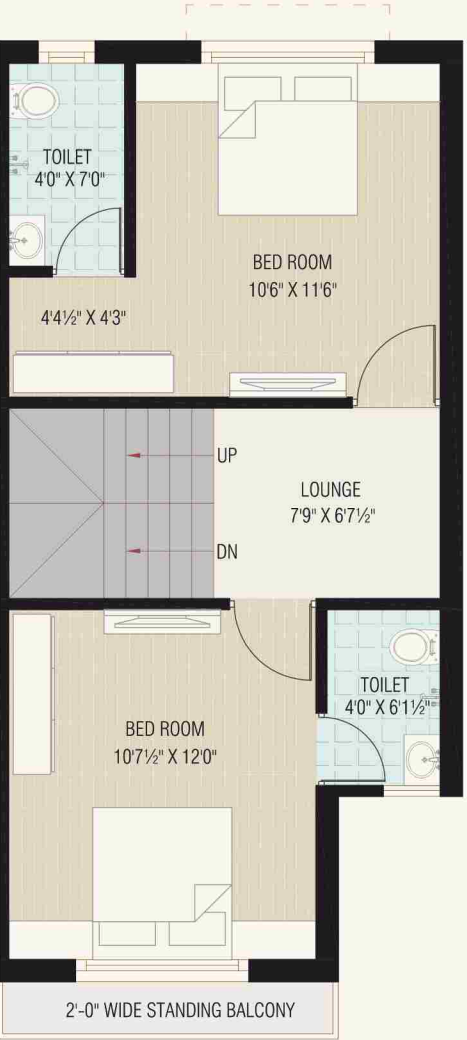 TOILET
4'0" X 7'0"
BED ROOM
10'6" X 11'6"
4'4½" X 4'3"
UP
LOUNGE
7'9" X 6'7½"
DN
TOILET
4'0" X 6'1½"
BED ROOM
10'7½" X 12'0"
2'-0" WIDE STANDING BALCONY